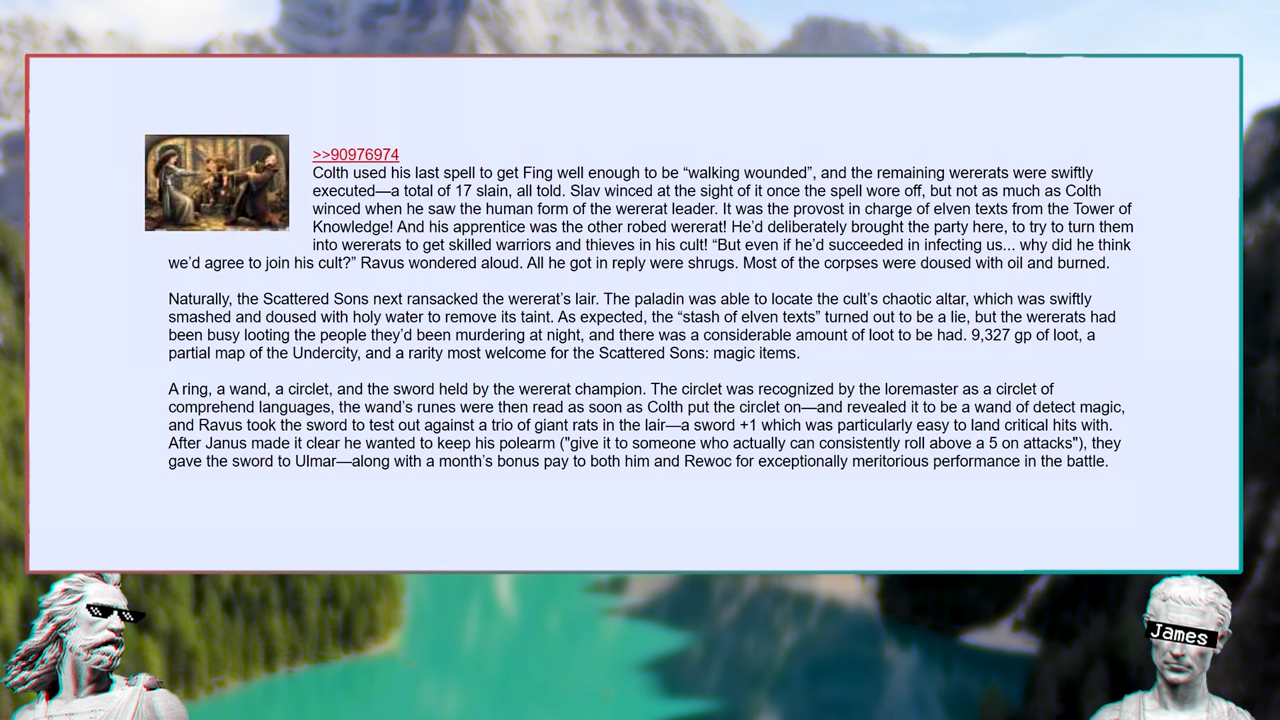 >>90976974
Colth used his last spell to get Fing well enough to be “walking wounded”, and the remaining wererats were swiftly
executed—a total of 17 slain, all told. Slav winced at the sight of it once the spell wore off, but not as much as Colth
winced when he saw the human form of the wererat leader. It was the provost in charge of elven texts from the Tower of
Knowledge! And his apprentice was the other robed wererat! He’d deliberately brought the party here, to try to turn them
into wererats to get skilled warriors and thieves in his cult! “But even if he’d succeeded in infecting us... why did he think
we’d agree to join his cult?” Ravus wondered aloud. All he got in reply were shrugs. Most of the corpses were doused with oil and burned.
Naturally, the Scattered Sons next ransacked the wererat’s lair. The paladin was able to locate the cult’s chaotic altar, which was swiftly
smashed and doused with holy water to remove its taint. As expected, the “stash of elven texts” turned out to be a lie, but the wererats had
been busy looting the people they’d been murdering at night, and there was a considerable amount of loot to be had. 9,327 gp of loot, a
partial map of the Undercity, and a rarity most welcome for the Scattered Sons: magic items.
A ring, a wand, a circlet, and the sword held by the wererat champion. The circlet was recognized by the loremaster as a circlet of
comprehend languages, the wand’s runes were then read as soon as Colth put the circlet on—and revealed it to be a wand of detect magic,
and Ravus took the sword to test out against a trio of giant rats in the lair—a sword +1 which was particularly easy to land critical hits with.
After Janus made it clear he wanted to keep his polearm ("give it to someone who actually can consistently roll above a 5 on attacks"), they
gave the sword to Ulmar—along with a month’s bonus pay to both him and Rewoc for exceptionally meritorious performance in the battle.
James